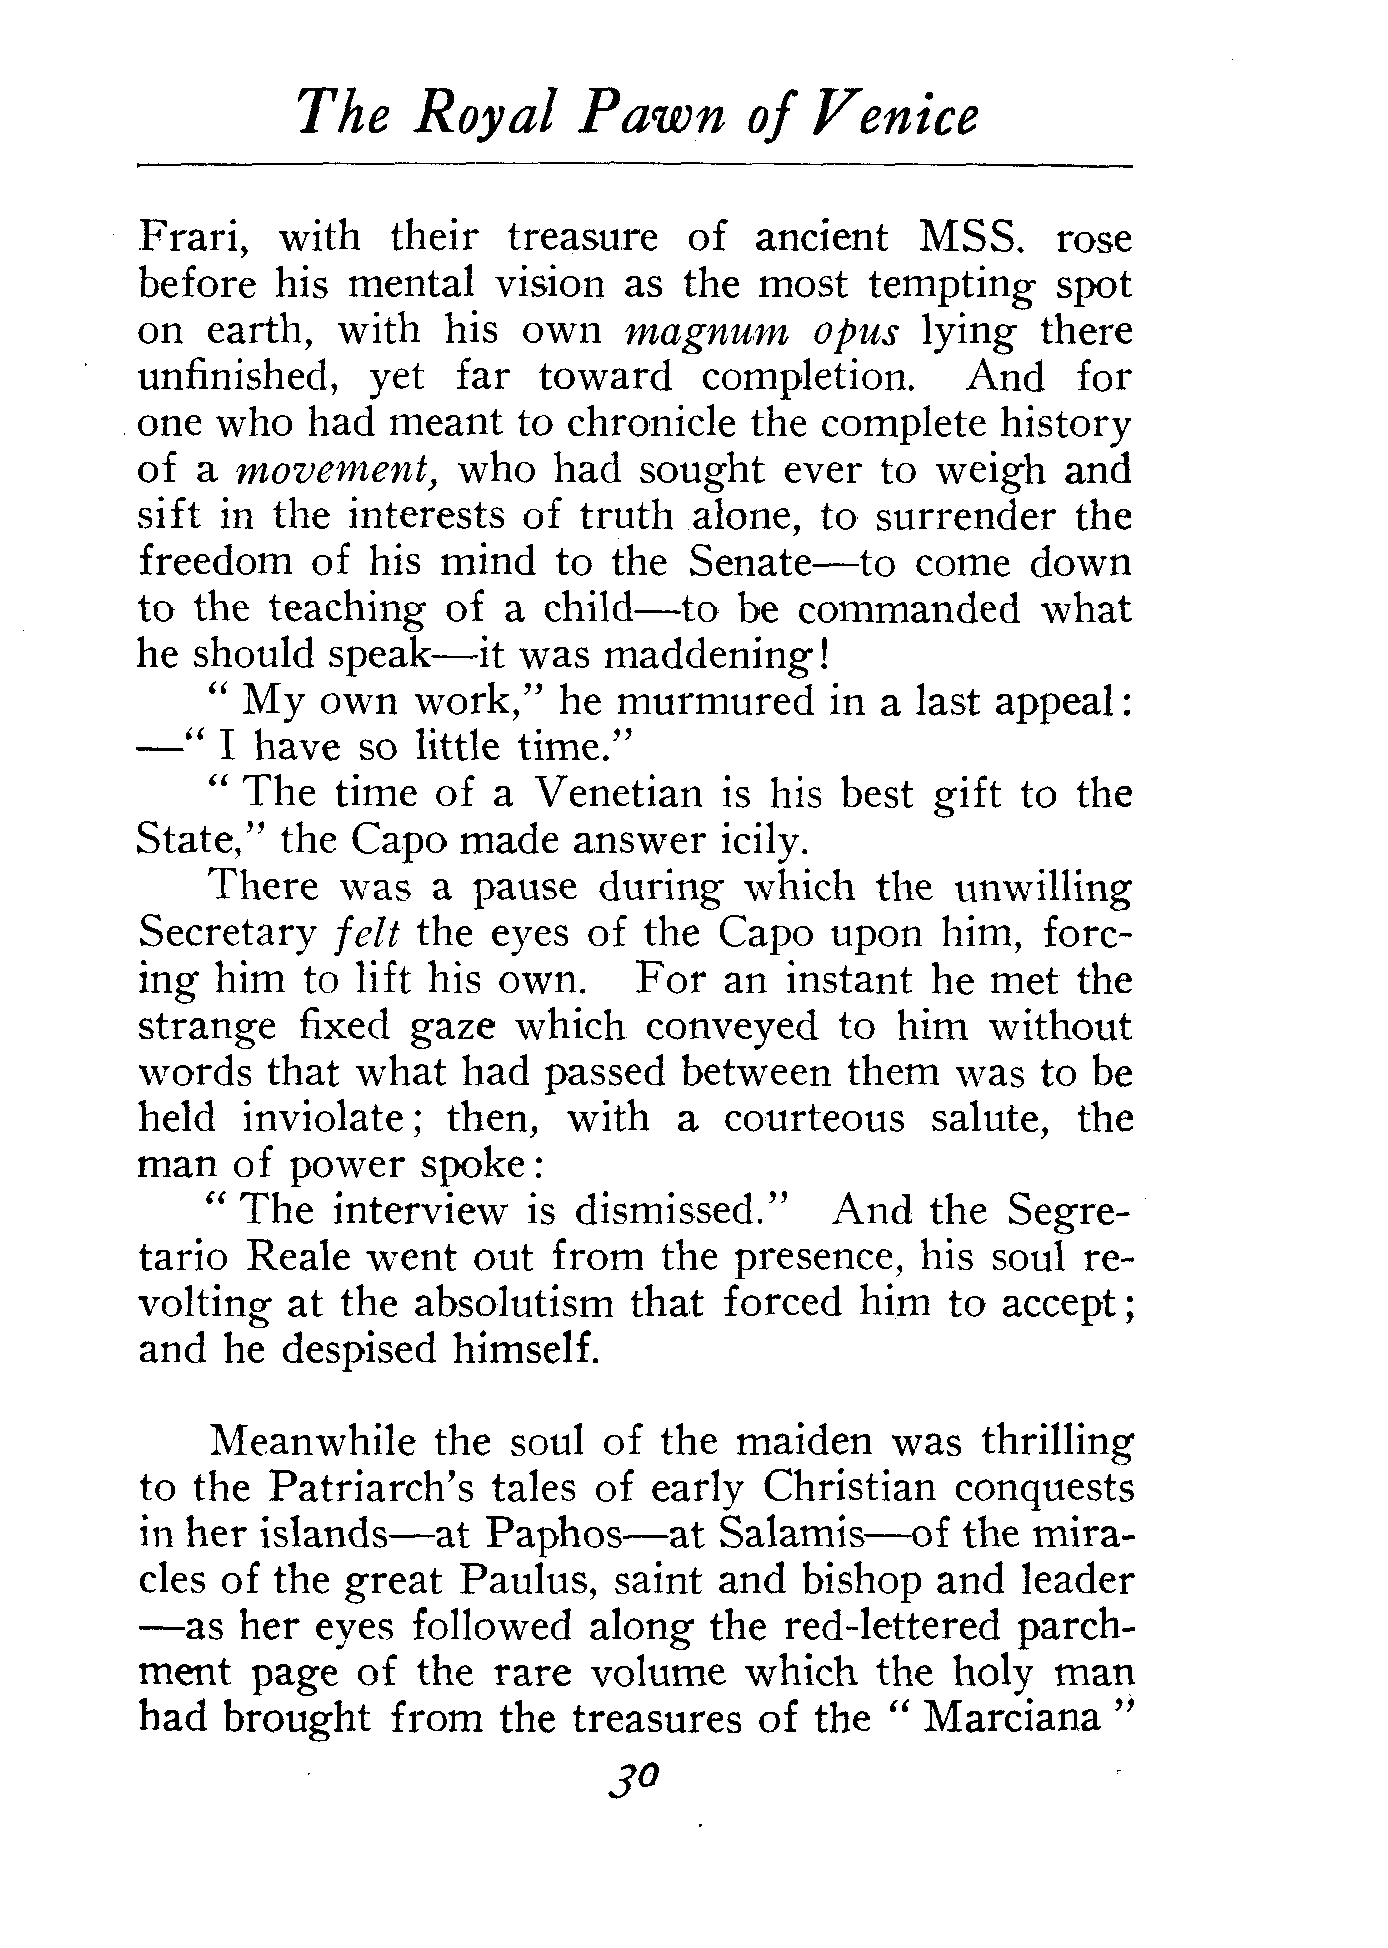 The Royal Pawn of Venice
Frari, with their treasure of ancient MSS. rose
before his mental vision as the most tempting spot
on earth, with his own magnum opus lying there
unfinished, yet far toward completion. And for
one who had meant to chronicle the complete history
of a movement, who had sought ever to weigh and
sift in the interests of truth alone, to surrender the
freedom of his mind to the Senate—to come down
to the teaching of a child—to be commanded what
he should speak—it was maddening!
" My own work," he murmured in a last appeal:
—" I have so little time."
" The time of a Venetian is his best gift to the
State," the Capo made answer icily.
There was a pause during which the unwilling
Secretary felt the eyes of the Capo upon him, forc-
ing him to lift his own. For an instant he met the
strange fixed gaze which conveyed to him without
words that what had passed between them was to be
held inviolate; then, with a courteous salute, the
man of power spoke:
" The interview is dismissed." And the Segre-
tario Reale went out from the presence, his soul re-
volting at the absolutism that forced him to accept;
and he despised himself.
Meanwhile the soul of the maiden was thrilling
to the Patriarch's tales of early Christian conquests
in her islands—at Paphos—at Salamis—of the mira-
cles of the great Paulus, saint and bishop and leader
—as her eyes followed along the red-lettered parch-
ment page of the rare volume which the holy man
had brought from the treasures of the " Marciana "
30